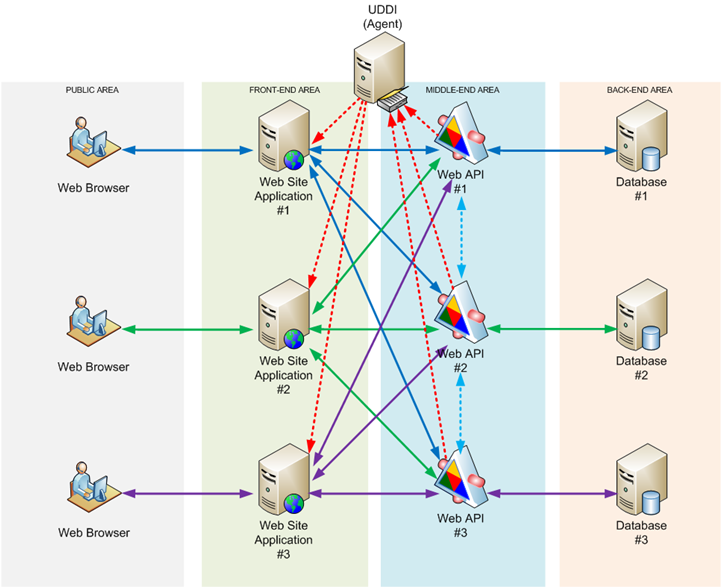 UDDI
(Agent)
PUBLIC AREA
FRONT-END AREA
MIDDLE-END AREA
BACK-END AREA
Web Browser
Web Site
Application
#1
Web API
#1
Database
#1
Web Browser
Web Site
Application
#2
Web API
#2
Database
#2
Web Browser
Web Site
Application
#3
Web API
#3
Database
#3